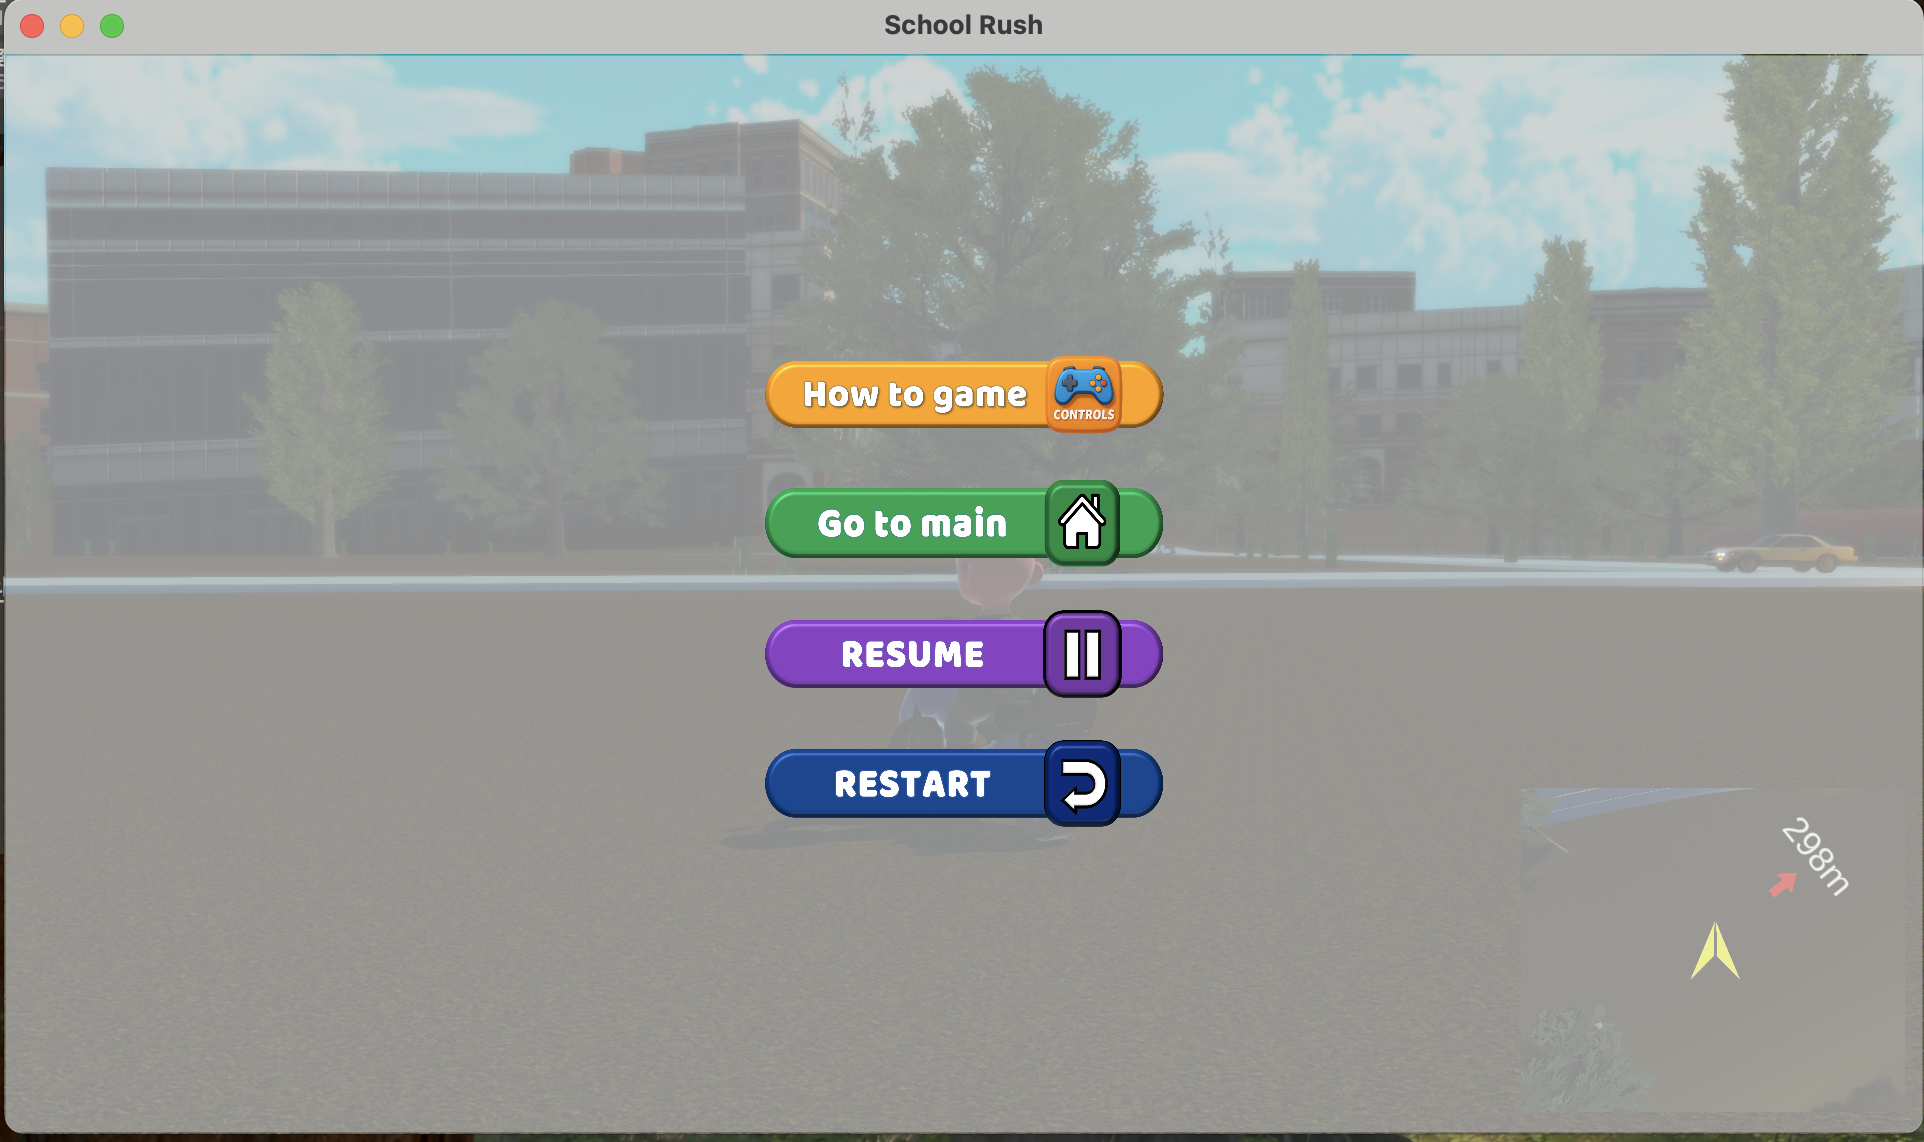 School Rush
How to game
CONTROLS
Go to main
RESUME
RESTART
298m